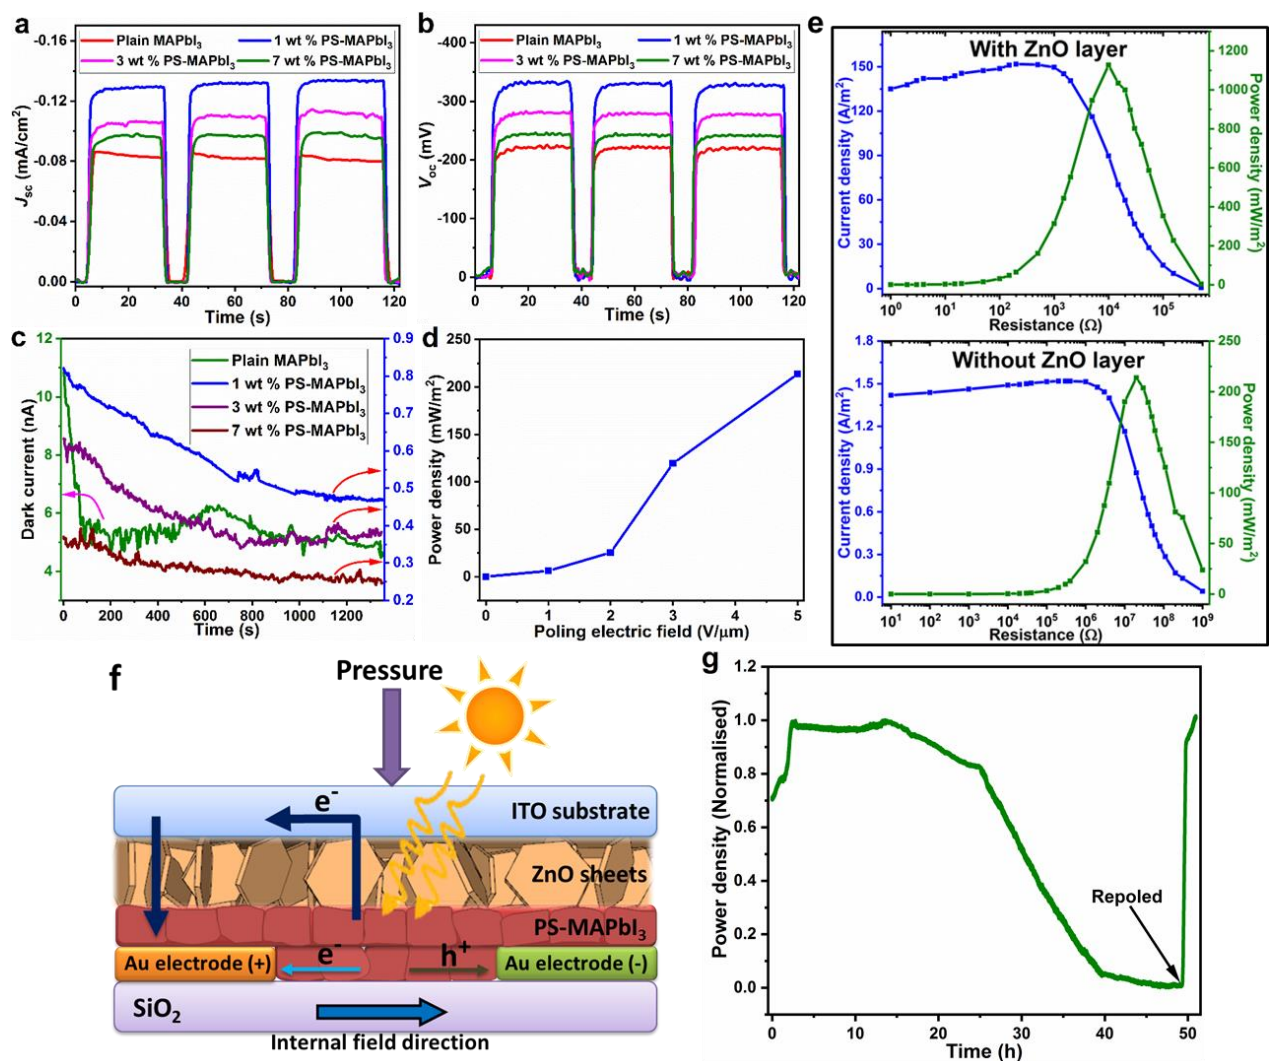 a
-0.16
-0.12
-0.08
-0.04
0.00
Jsc (mA/cm²)
Plain MAPbI₃
1 wt % PS-MAPbI₃
3 wt % PS-MAPbI₃
7 wt % PS-MAPbI₃
0 20 40 60 80 100 120
Time (s)
b
-400
-300
-200
-100
0
Voc (mV)
Plain MAPbI₃
1 wt % PS-MAPbI₃
3 wt % PS-MAPbI₃
7 wt % PS-MAPbI₃
0 20 40 60 80 100 120
Time (s)
c
12
10
8
6
4
Dark current (nA)
Plain MAPbI₃
1 wt % PS-MAPbI₃
3 wt % PS-MAPbI₃
7 wt % PS-MAPbI₃
0.9
0.8
0.7
0.6
0.5
0.4
0.3
0.2
0 200 400 600 800 1000 1200
Time (s)
d
250
200
150
100
50
0
Power density (mW/m²)
0 1 2 3 4 5
Poling electric field (V/μm)
e
With ZnO layer
150
120
90
60
30
0
Current density (A/m²)
1200
1000
800
600
400
200
0
Power density (mW/m²)
10⁰ 10¹ 10² 10³ 10⁴ 10⁵
Resistance (Ω)
Without ZnO layer
1.8
1.5
1.2
0.9
0.6
0.3
0.0
Current density (A/m²)
250
200
150
100
50
0
Power density (mW/m²)
10¹ 10² 10³ 10⁴ 10⁵ 10⁶ 10⁷ 10⁸ 10⁹
Resistance (Ω)
f
Pressure
e⁻
ITO substrate
ZnO sheets
PS-MAPbI₃
Au electrode (+)
e⁻
h⁺
Au electrode (-)
SiO₂
Internal field direction
g
1.2
1.0
0.8
0.6
0.4
0.2
0.0
Power density (Normalised)
Repoled
0 10 20 30 40 50
Time (h)